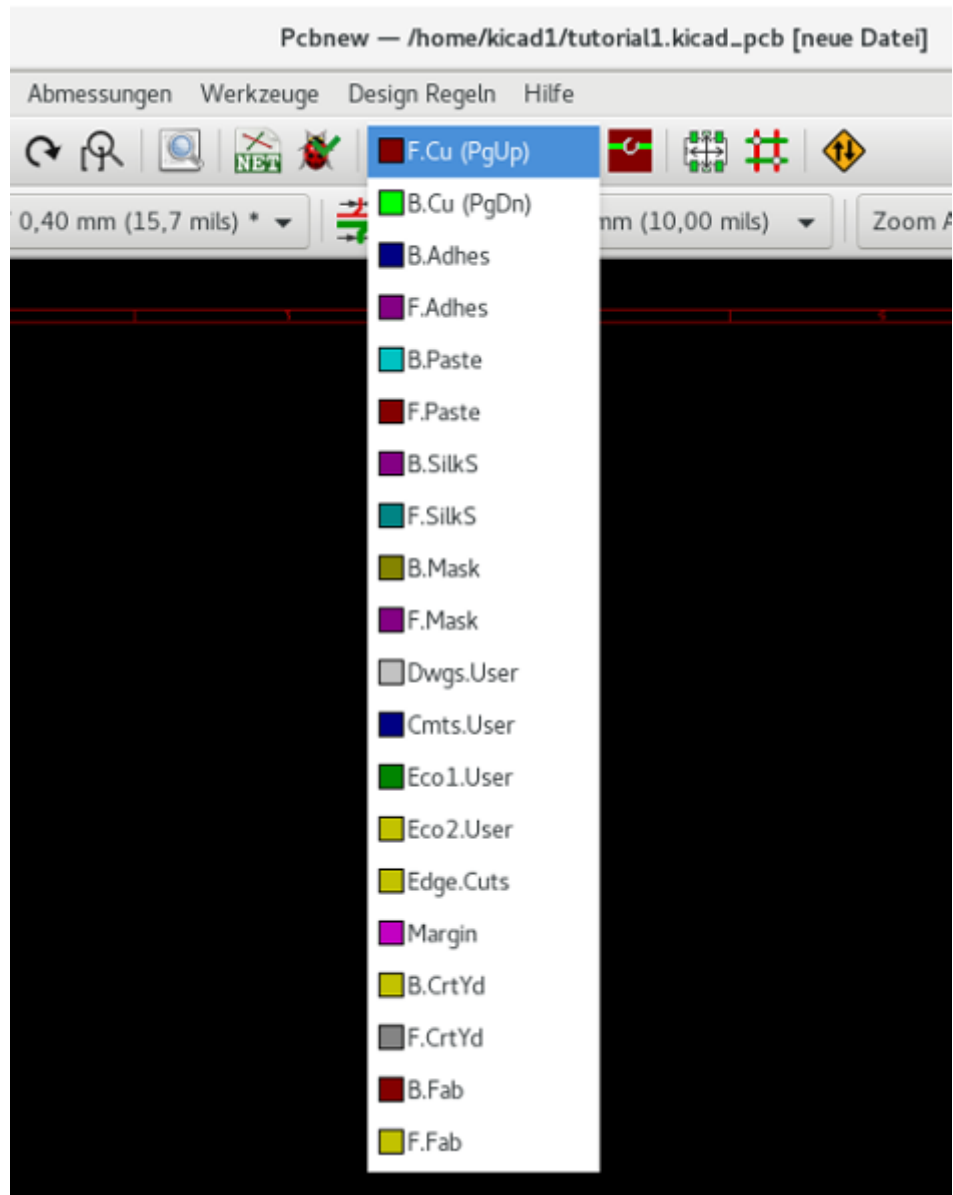 Pcbnew — /home/kicad1/tutorial1.kicad_pcb [neue Datei]
Abmessungen Werkzeuge Design Regeln Hilfe
NET
F.Cu (PgUp)
0,40 mm (15,7 mils) *
mm (10,00 mils)
Zoom A
B.Cu (PgDn)
B.Adhes
F.Adhes
B.Paste
F.Paste
B.SilkS
F.SilkS
B.Mask
F.Mask
Dwgs.User
Cmts.User
Eco1.User
Eco2.User
Edge.Cuts
Margin
B.CrtYd
F.CrtYd
B.Fab
F.Fab